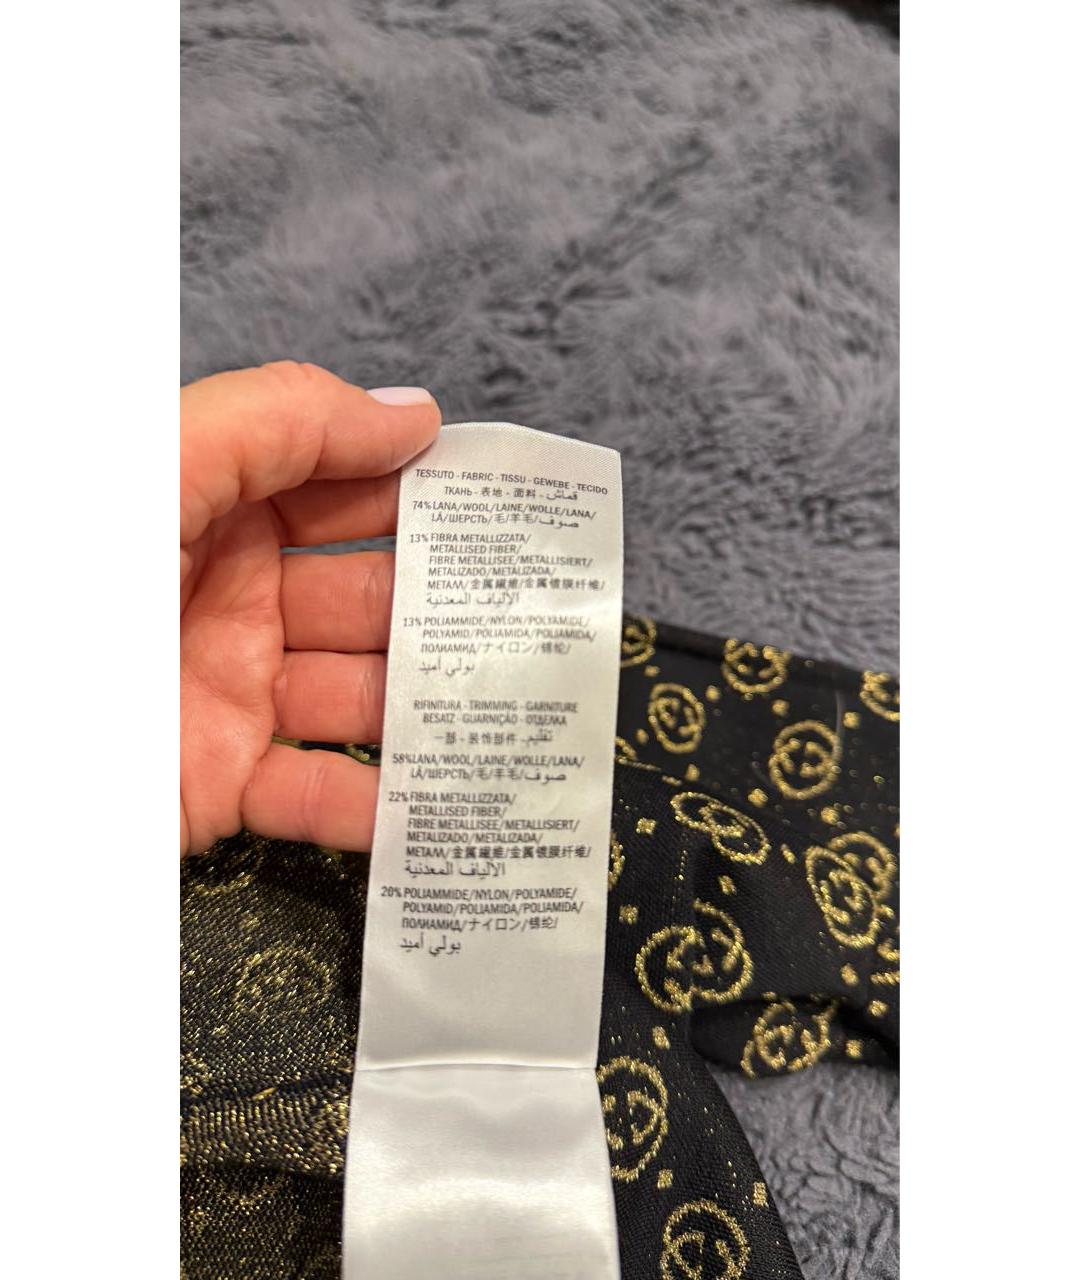 TESSUTO - FABRIC - TISSU - GEWEBE - TECIDO
ТКАНЬ - 表地 - 面料 - قماش
74% LANA/WOOL/LAINE/WOLLE/LANA/
LÃ/ШЕРСТЬ/毛/羊毛/صوف
13% FIBRA METALLIZZATA/
METALLISED FIBER/
FIBRE METALLISEE/METALLISIERT/
METALIZADO/METALIZADA/
МЕТАЛЛ/金属繊維/金属镀膜纤维/
الألياف المعدنية
13% POLIAMMIDE/NYLON/POLYAMIDE/
POLYAMID/POLIAMIDA/POLIAMIDA/
ПОЛИАМИД/ナイロン/锦纶/
بولي أميد
RIFINITURA - TRIMMING - GARNITURE
BESATZ - GUARNIÇÃO - ОТДЕЛКА
一部 - 装饰部件 - تقليم
58%LANA/WOOL/LAINE/WOLLE/LANA/
LÃ/ШЕРСТЬ/毛/羊毛/صوف
22% FIBRA METALLIZZATA/
METALLISED FIBER/
FIBRE METALLISEE/METALLISIERT/
METALIZADO/METALIZADA/
МЕТАЛЛ/金属繊維/金属镀膜纤维/
الألياف المعدنية
20% POLIAMMIDE/NYLON/POLYAMIDE/
POLYAMID/POLIAMIDA/POLIAMIDA/
ПОЛИАМИД/ナイロン/锦纶/
بولي أميد